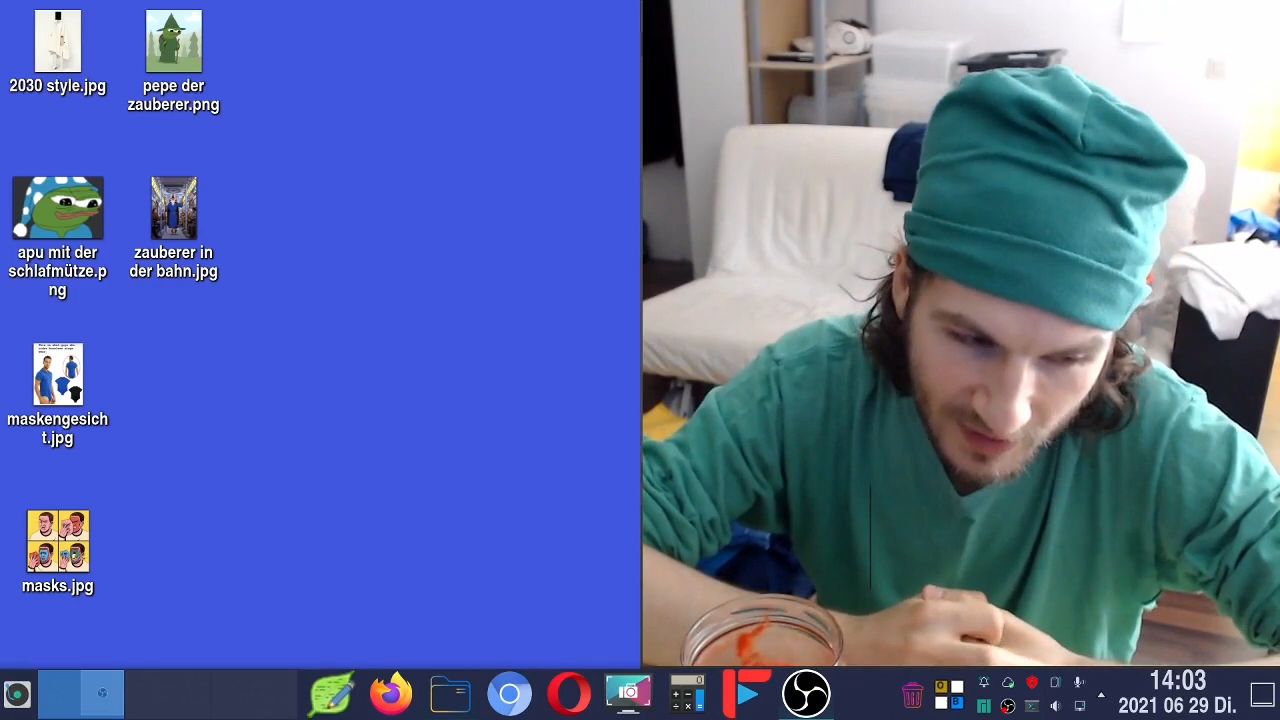 2030 style.jpg
pepe der
zauberer.png
apu mit der
schlafmütze.p
ng
zauberer in
der bahn.jpg
maskengesich
t.jpg
masks.jpg
14:03
2021 06 29 Di.